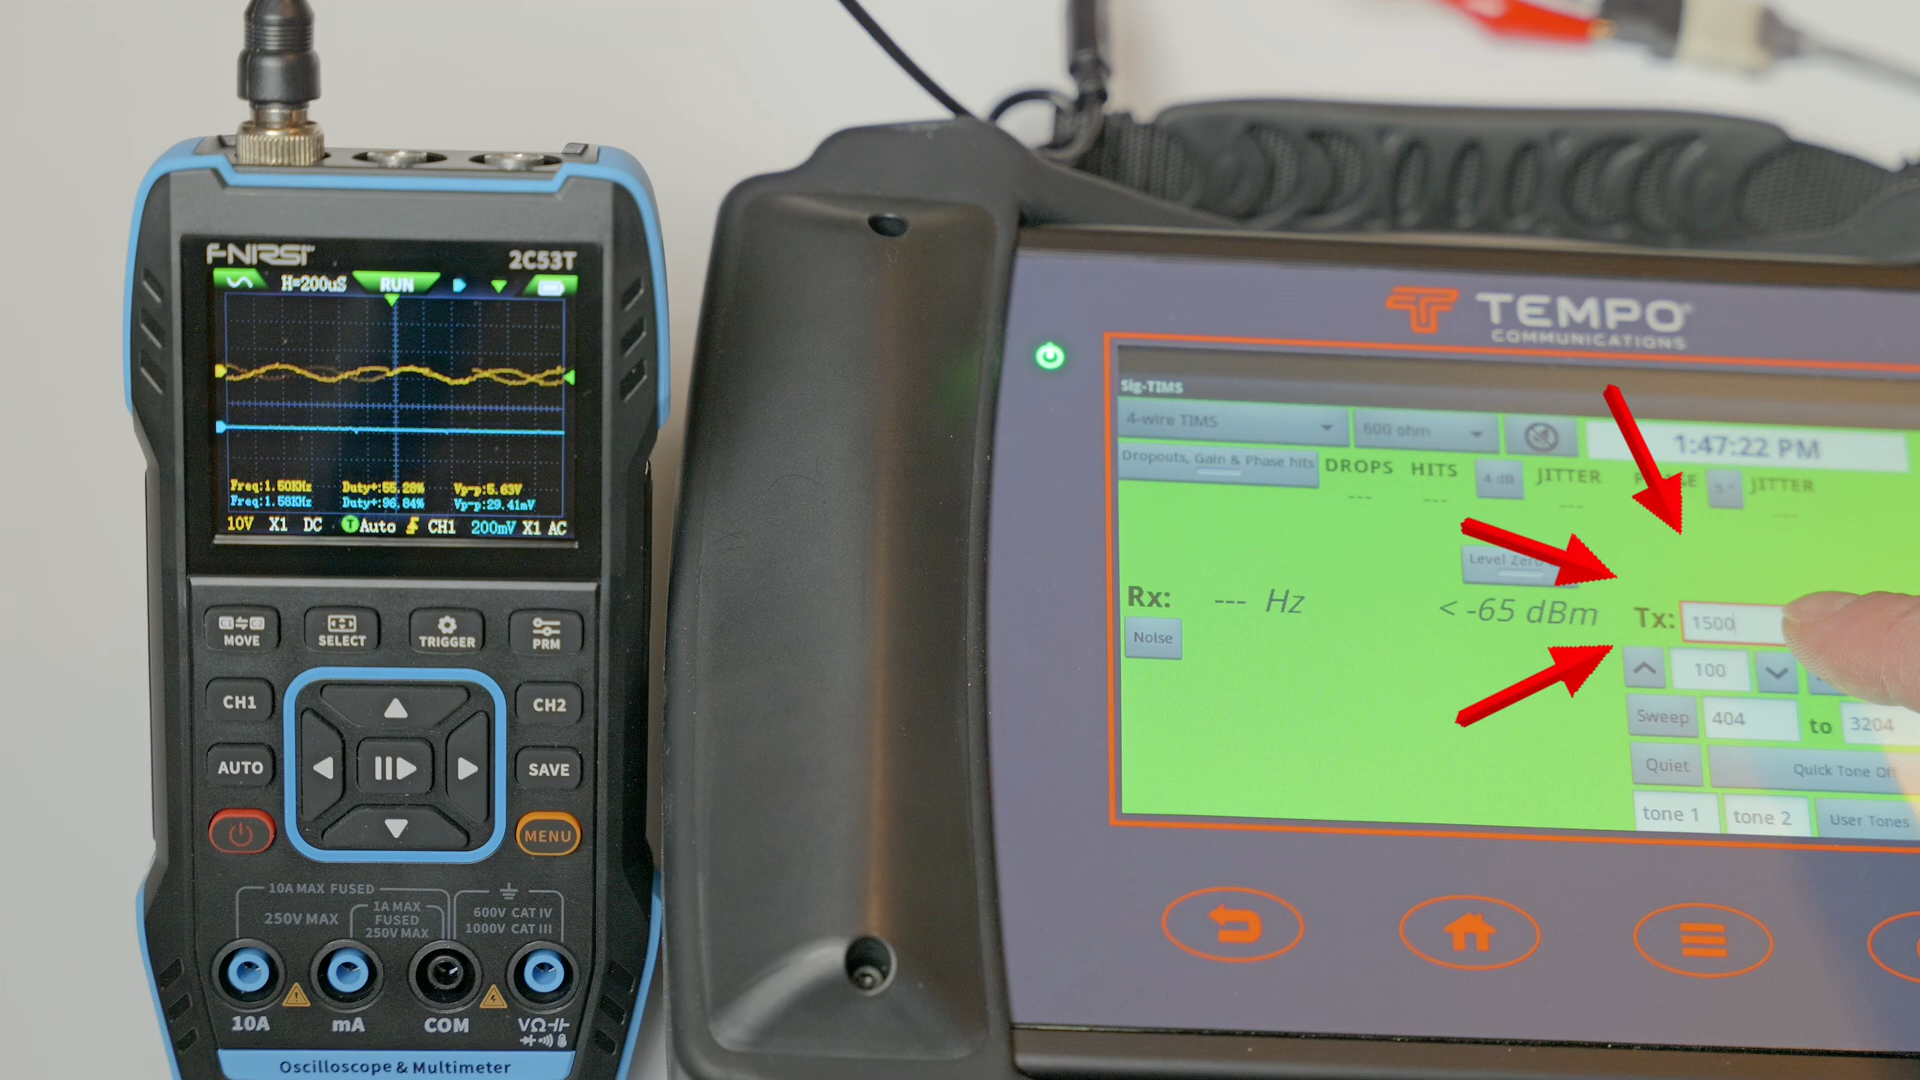 FNIRSI
2C53T
H=200uS
RUN
Freq:1.50KHz Duty+:55.28% Vp-p:5.63V
Freq:1.58KHz Duty+:96.84% Vp-p:29.41mV
10V X1 DC T Auto CH1 200mV X1 AC
MOVE SELECT TRIGGER PRM
CH1 CH2
AUTO SAVE
MENU
10A MAX FUSED
250V MAX
1A MAX
FUSED
250V MAX
600V CAT IV
1000V CAT III
10A mA COM VΩ
Oscilloscope & Multimeter
TEMPO
COMMUNICATIONS
Sig-TIMS
4-wire TIMS 600 ohm 1:47:22 PM
Dropouts, Gain & Phase hits DROPS HITS 4 dB JITTER JITTER
--- --- --- ---
Level Zero
Rx: --- Hz < -65 dBm Tx: 1500
Noise
100
Sweep 404 to 3204
Quiet Quick Tone
tone 1 tone 2 User Tones